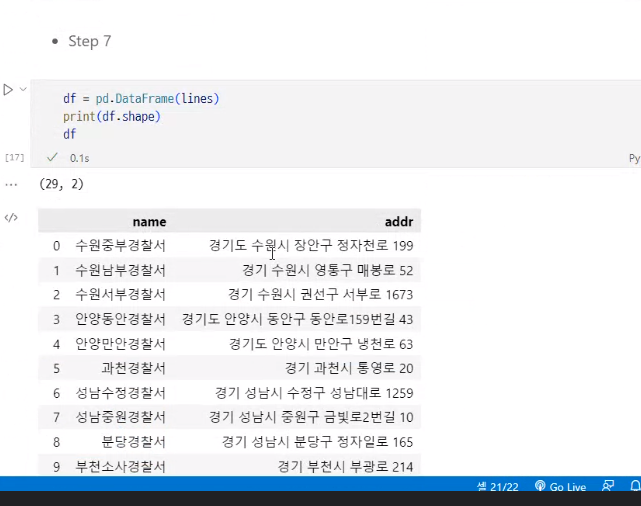 Step 7
df = pd.DataFrame(lines)
print(df.shape)
df
[17] 0.1s
Py
(29, 2)
name addr
0 수원중부경찰서 경기도 수원시 장안구 정자천로 199
1 수원남부경찰서 경기 수원시 영통구 매봉로 52
2 수원서부경찰서 경기 수원시 권선구 서부로 1673
3 안양동안경찰서 경기도 안양시 동안구 동안로159번길 43
4 안양만안경찰서 경기도 안양시 만안구 냉천로 63
5 과천경찰서 경기 과천시 통영로 20
6 성남수정경찰서 경기 성남시 수정구 성남대로 1259
7 성남중원경찰서 경기 성남시 중원구 금빛로2번길 10
8 분당경찰서 경기 성남시 분당구 정자일로 165
9 부천소사경찰서 경기 부천시 부광로 214
셀 21/22 Go Live